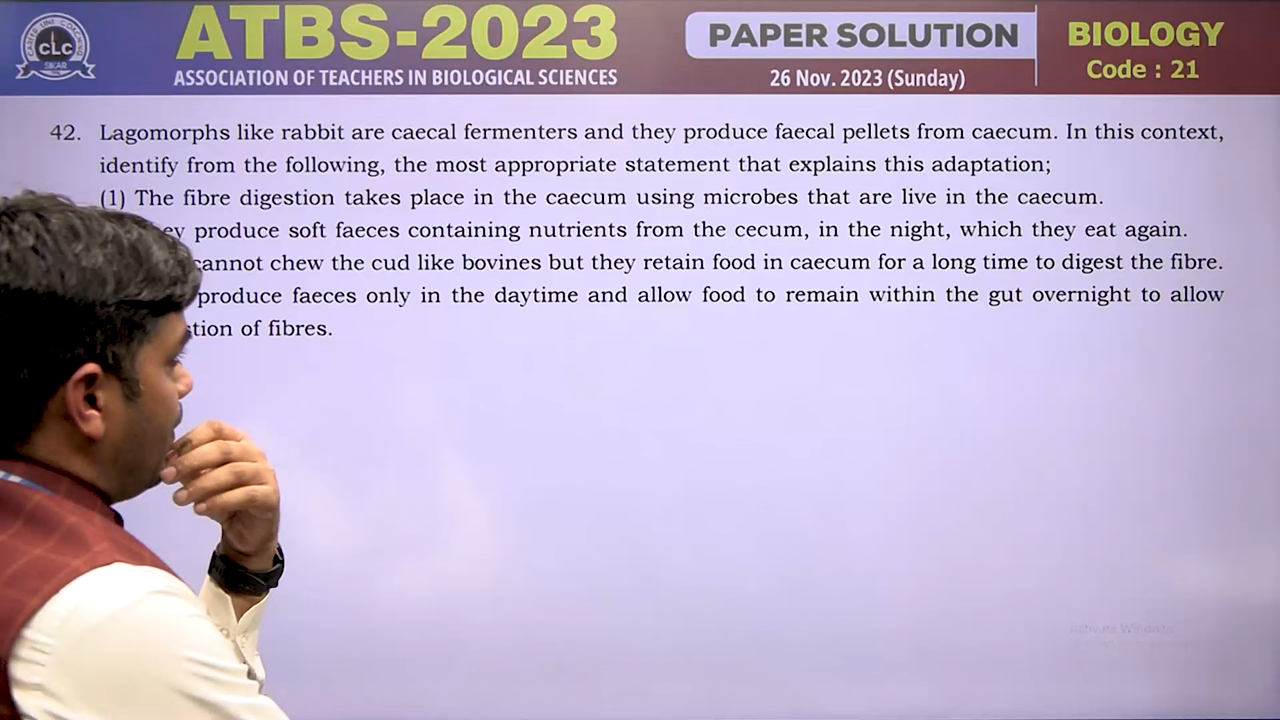 CLC
SIKAR
ATBS-2023
ASSOCIATION OF TEACHERS IN BIOLOGICAL SCIENCES
PAPER SOLUTION
26 Nov. 2023 (Sunday)
BIOLOGY
Code : 21
42. Lagomorphs like rabbit are caecal fermenters and they produce faecal pellets from caecum. In this context,
identify from the following, the most appropriate statement that explains this adaptation;
(1) The fibre digestion takes place in the caecum using microbes that are live in the caecum.
produce soft faeces containing nutrients from the cecum, in the night, which they eat again.
cannot chew the cud like bovines but they retain food in caecum for a long time to digest the fibre.
produce faeces only in the daytime and allow food to remain within the gut overnight to allow
of fibres.
Activate Windows